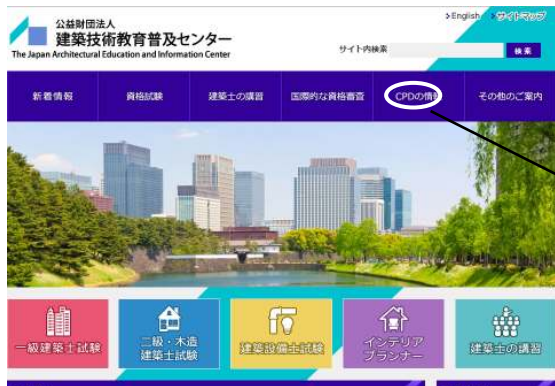 公益財団法人
建築技術教育普及センター
The Japan Architectural Education and Information Center
>English >サイトマップ
サイト内検索
検索
新着情報 資格試験 建築士の講習 国際的な資格審査 CPDの情報 その他のご案内
一級建築士試験
二級・木造
建築士試験
建築設備士試験
インテリア
プランナー
建築士の講習